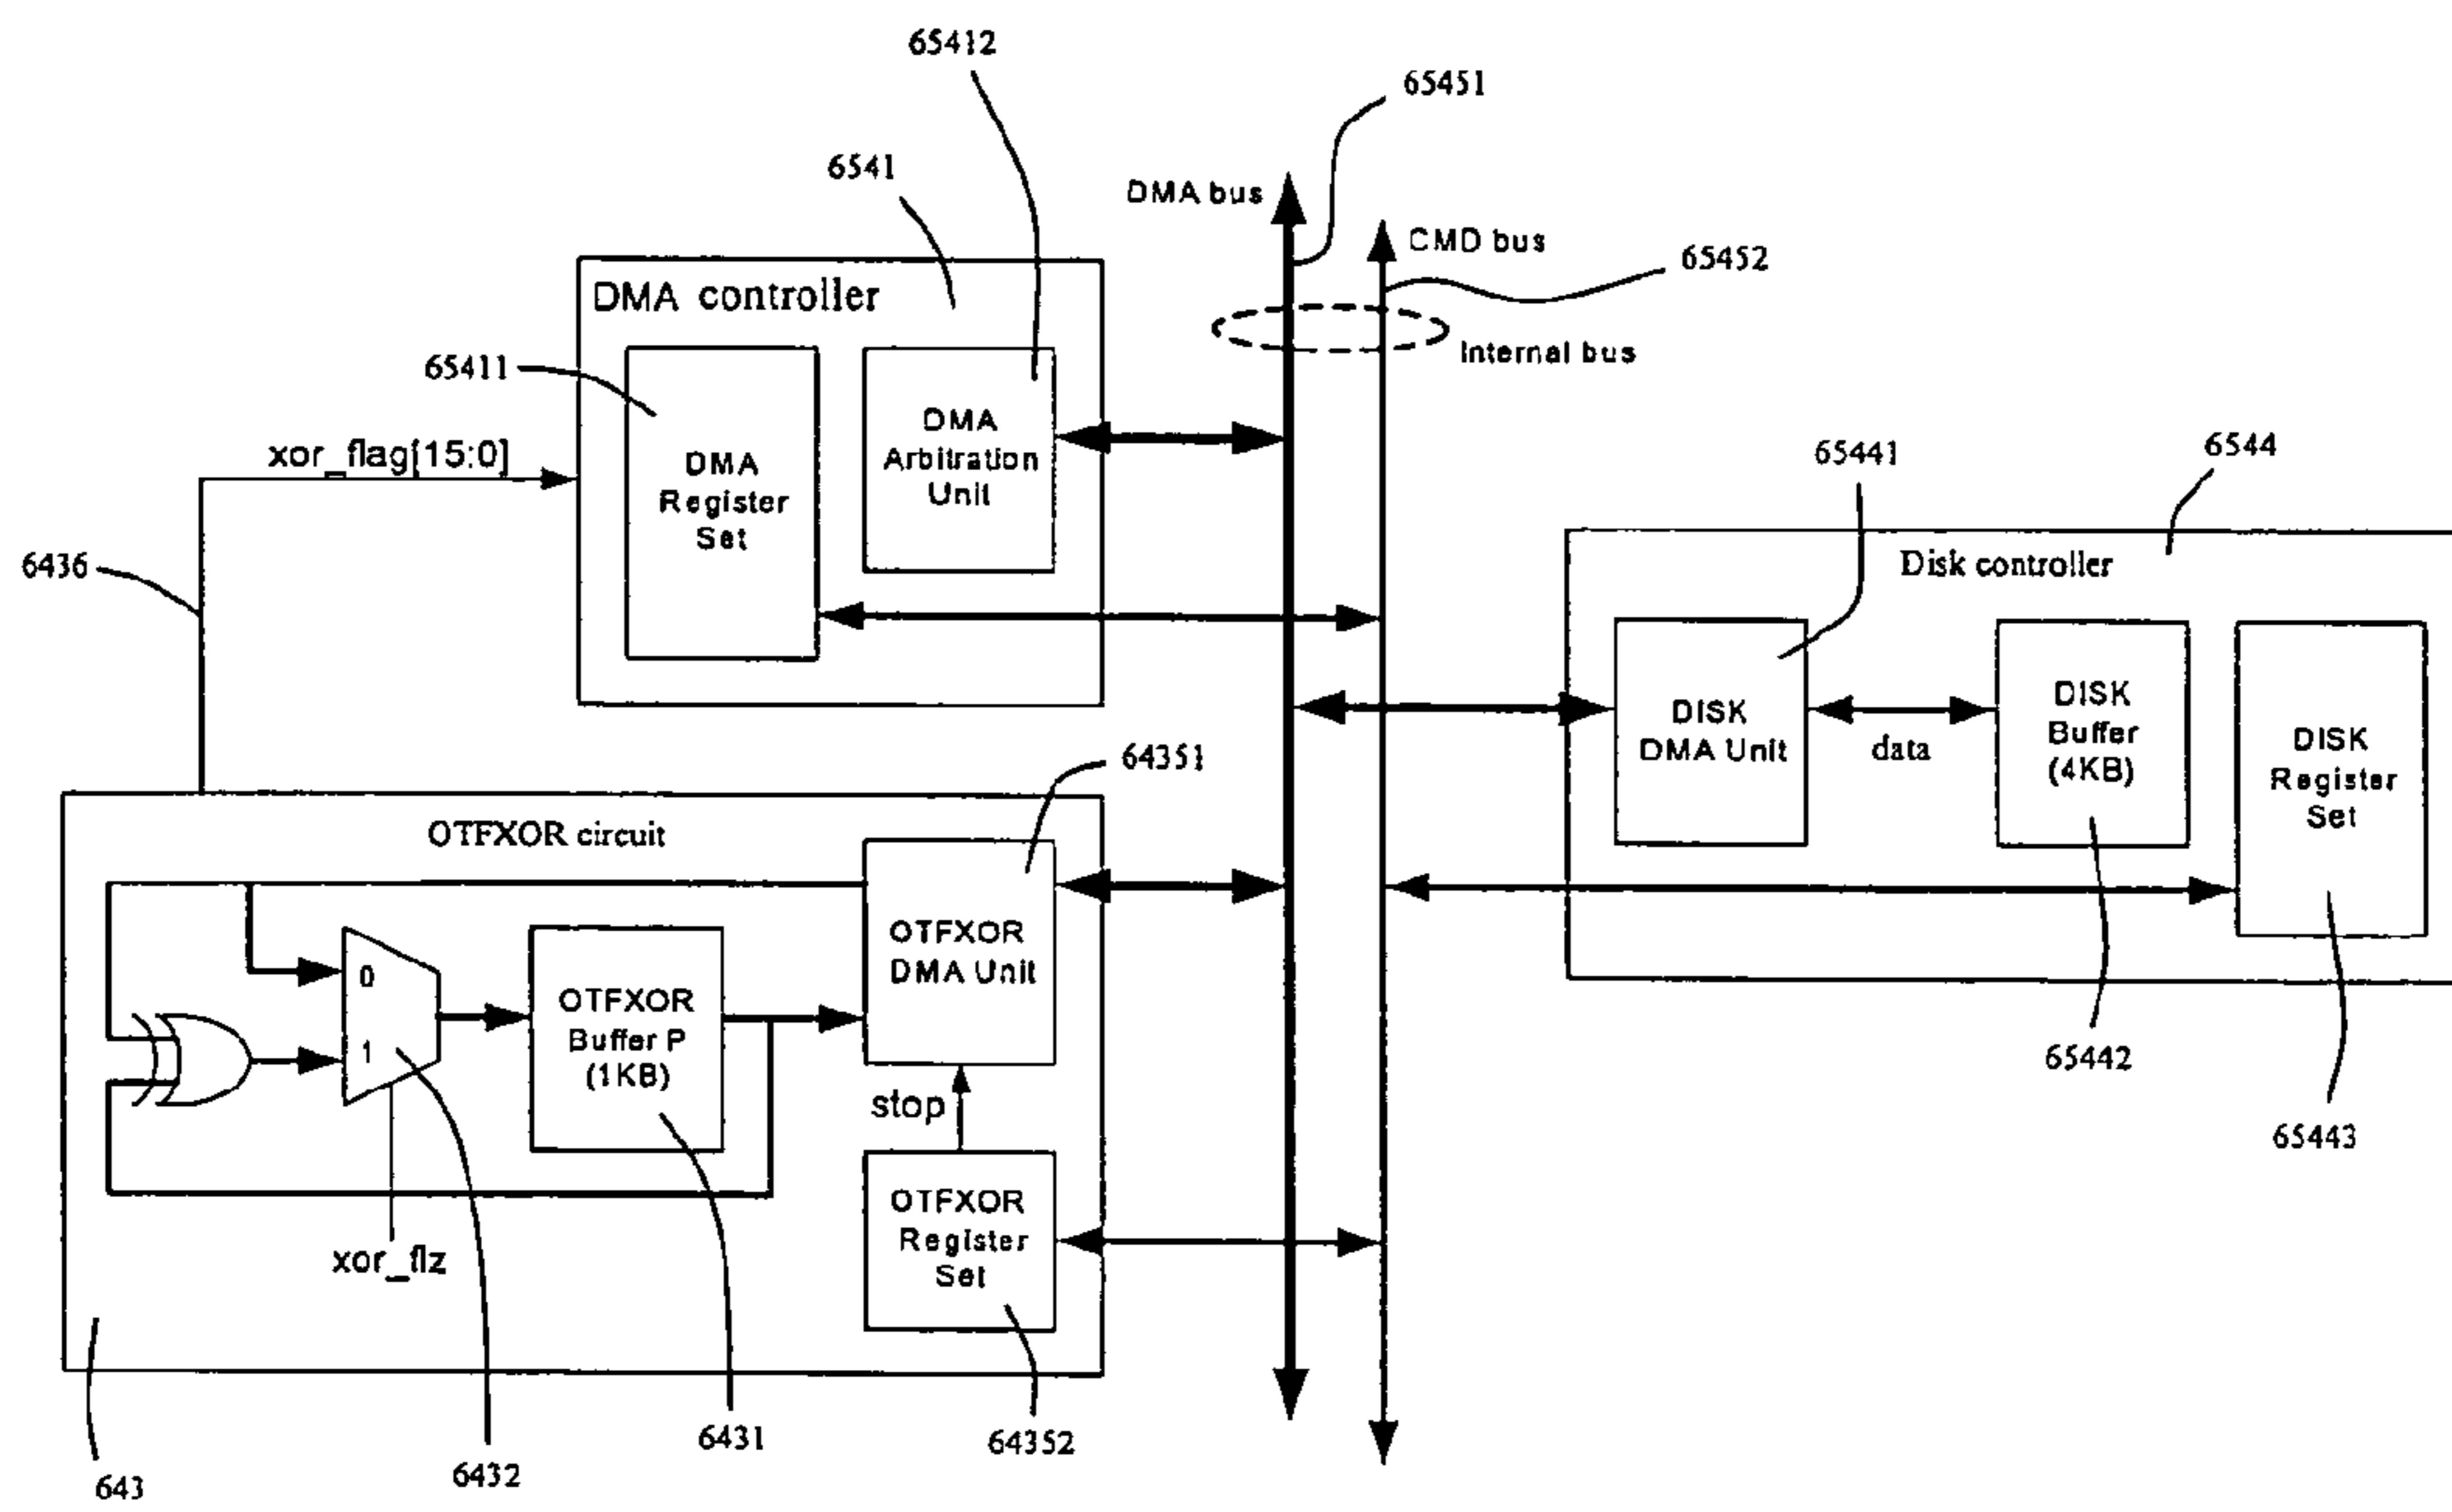 65412
65451
6541
DMA bus
CMD bus
65452
DMA controller
Internal bus
65411
DMA
Register
Set
DMA
Arbitration
Unit
xor_flag[15:0]
65441
6544
6436
Disk controller
DISK
DMA Unit
data
DISK
Buffer
(4KB)
DISK
Register
Set
64351
OTFXOR circuit
OTFXOR
DMA Unit
0
1
OTFXOR
Buffer P
(1KB)
stop
65442
65443
OTFXOR
Register
Set
xor_flz
6431
64352
6432
643